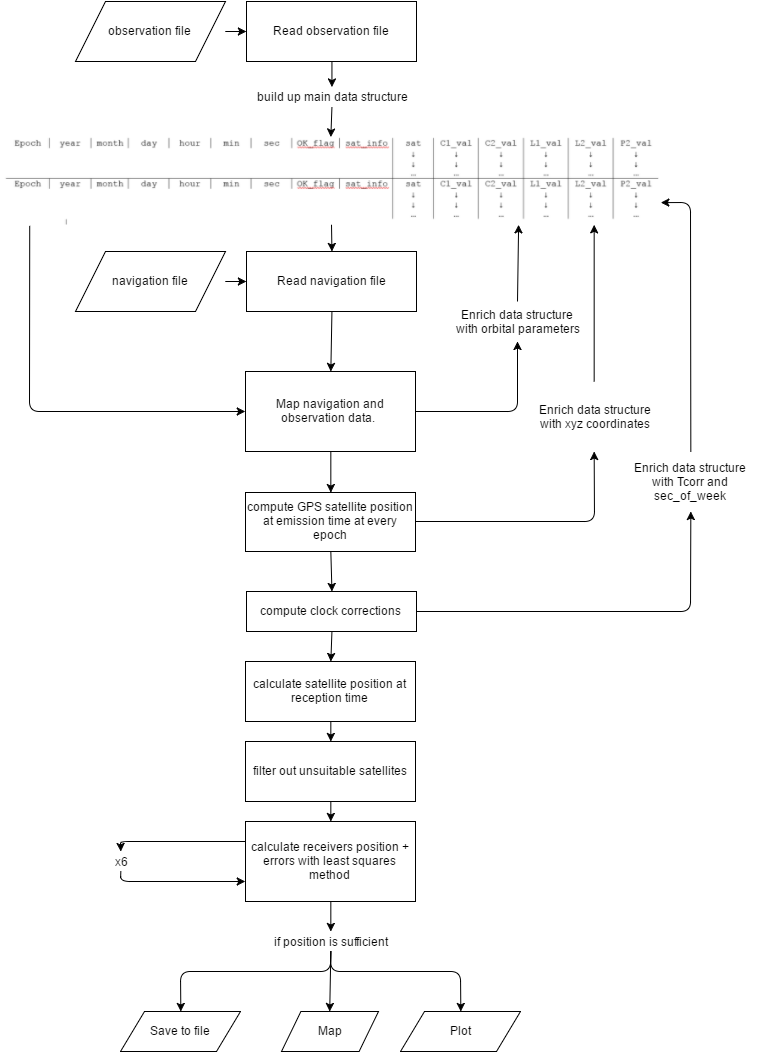 observation file
Read observation file
build up main data structure
Epoch | year | month | day | hour | min | sec | OK_flag | sat_info | sat | C1_val | C2_val | L1_val | L2_val | P2_val
↓ ↓ ↓ ↓ ↓ ↓
↓ ↓ ↓ ↓ ↓ ↓
… … … … … …
Epoch | year | month | day | hour | min | sec | OK_flag | sat_info | sat | C1_val | C2_val | L1_val | L2_val | P2_val
↓ ↓ ↓ ↓ ↓ ↓
↓ ↓ ↓ ↓ ↓ ↓
… … … … … …
navigation file
Read navigation file
Enrich data structure
with orbital parameters
Map navigation and
observation data.
Enrich data structure
with xyz coordinates
Enrich data structure
with Tcorr and
sec_of_week
compute GPS satellite position
at emission time at every
epoch
compute clock corrections
calculate satellite position at
reception time
filter out unsuitable satellites
calculate receivers position +
errors with least squares
method
x6
if position is sufficient
Save to file
Map
Plot